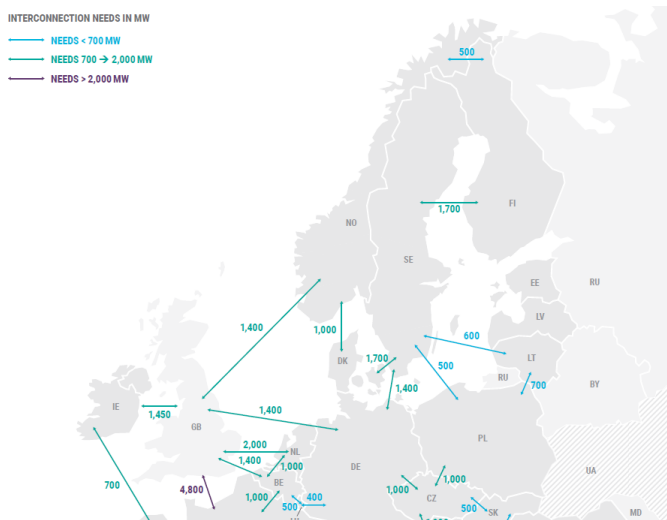 INTERCONNECTION NEEDS IN MW
NEEDS < 700 MW
NEEDS 700 → 2,000 MW
NEEDS > 2,000 MW
500
FI
1,700
NO
SE
EE
RU
LV
1,400
1,000
600
DK
1,700
500
LT
RU
700
BY
1,400
IE
1,450
GB
1,400
2,000
NL
PL
1,400
1,000
DE
UA
BE
1,000
4,800
700
1,000
1,000
400
CZ
500
500
SK
MD